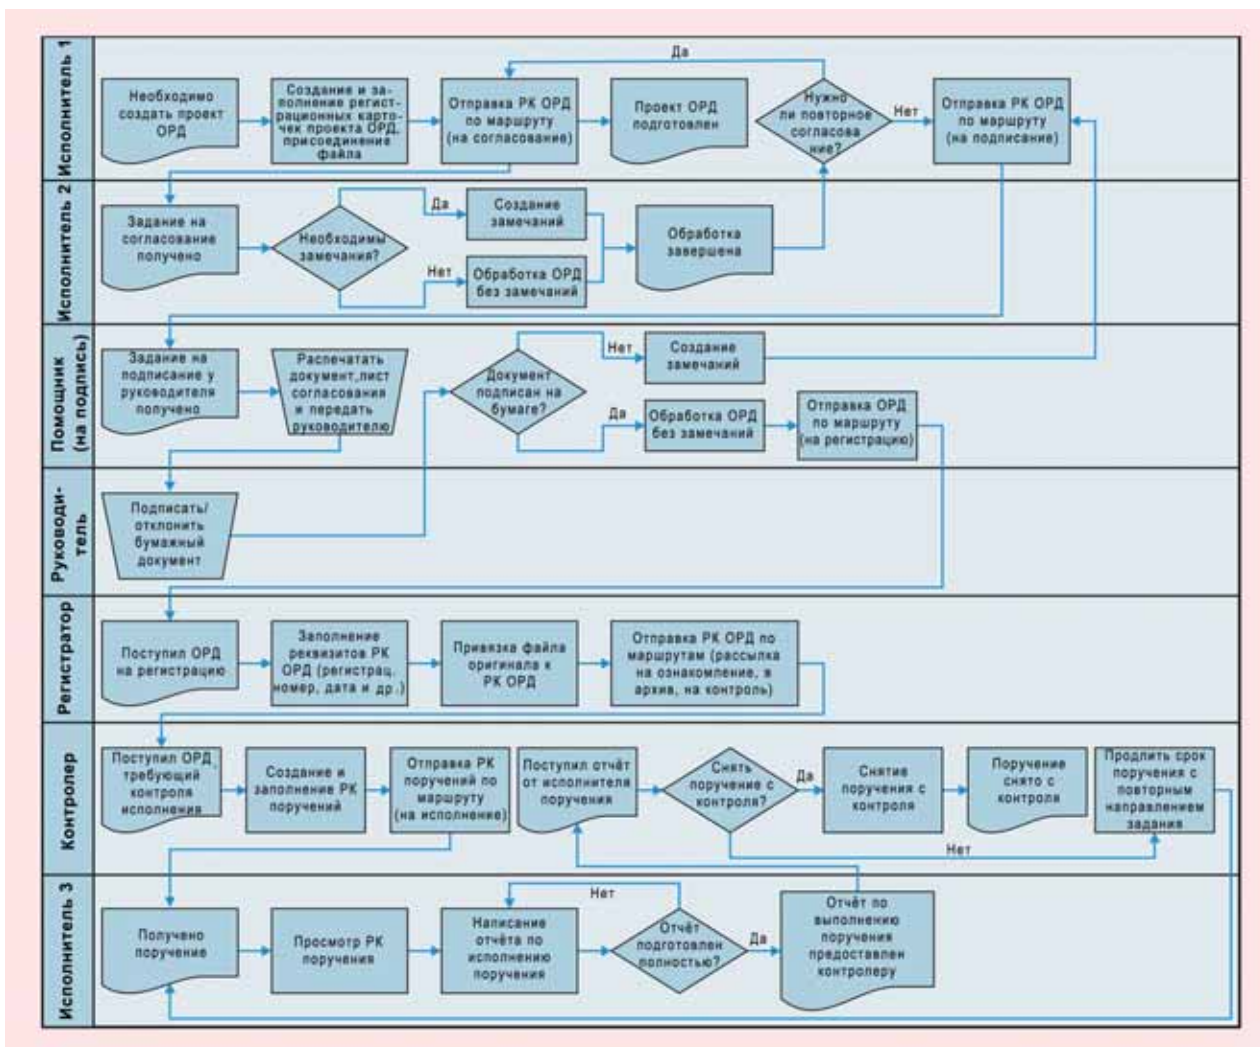 Исполнитель 1
Необходимо
создать проект
ОРД
Создание и за-
полнение регист-
рационных карто-
чек проекта ОРД,
присоединение
файла
Отправка РК ОРД
по маршруту
(на согласование)
Проект ОРД
подготовлен
Да
Нужно
ли повторное
согласова
ние?
Нет
Отправка РК ОРД
по маршруту
(на подписание)
Исполнитель 2
Задание на
согласование
получено
Необходимы
замечания?
Да
Создание
замечаний
Нет
Обработка ОРД
без замечаний
Обработка
завершена
Помощник
(на подпись)
Задание на
подписание у
руководителя
получено
Распечатать
документ,лист
согласования
и передать
руководителю
Документ
подписан на
бумаге?
Нет
Создание
замечаний
Да
Обработка ОРД
без замечаний
Отправка ОРД
по маршруту
(на регистрацию)
Руководи-
тель
Подписать/
отклонить
бумажный
документ
Регистратор
Поступил ОРД
на регистрацию
Заполнение
реквизитов РК
ОРД (регистрац.
номер, дата и др.)
Привязка файла
оригинала к
РК ОРД
Отправка РК ОРД по
маршрутам (рассылка
на ознакомление, в
архив, на контроль)
Контролер
Поступил ОРД,
требующий
контроля
исполнения
Создание и
заполнение РК
поручений
Отправка РК
поручений по
маршруту
(на исполнение)
Поступил отчёт
от исполнителя
поручения
Снять
поручение с
контроля?
Да
Снятие
поручения с
контроля
Поручение
снято с
контроля
Продлить срок
поручения с
повторным
направлением
задания
Нет
Исполнитель 3
Получено
поручение
Просмотр РК
поручения
Нет
Написание
отчёта по
исполнению
поручения
Отчёт
подготовлен
полностью?
Да
Отчёт по
выполнению
поручения
предоставлен
контролеру